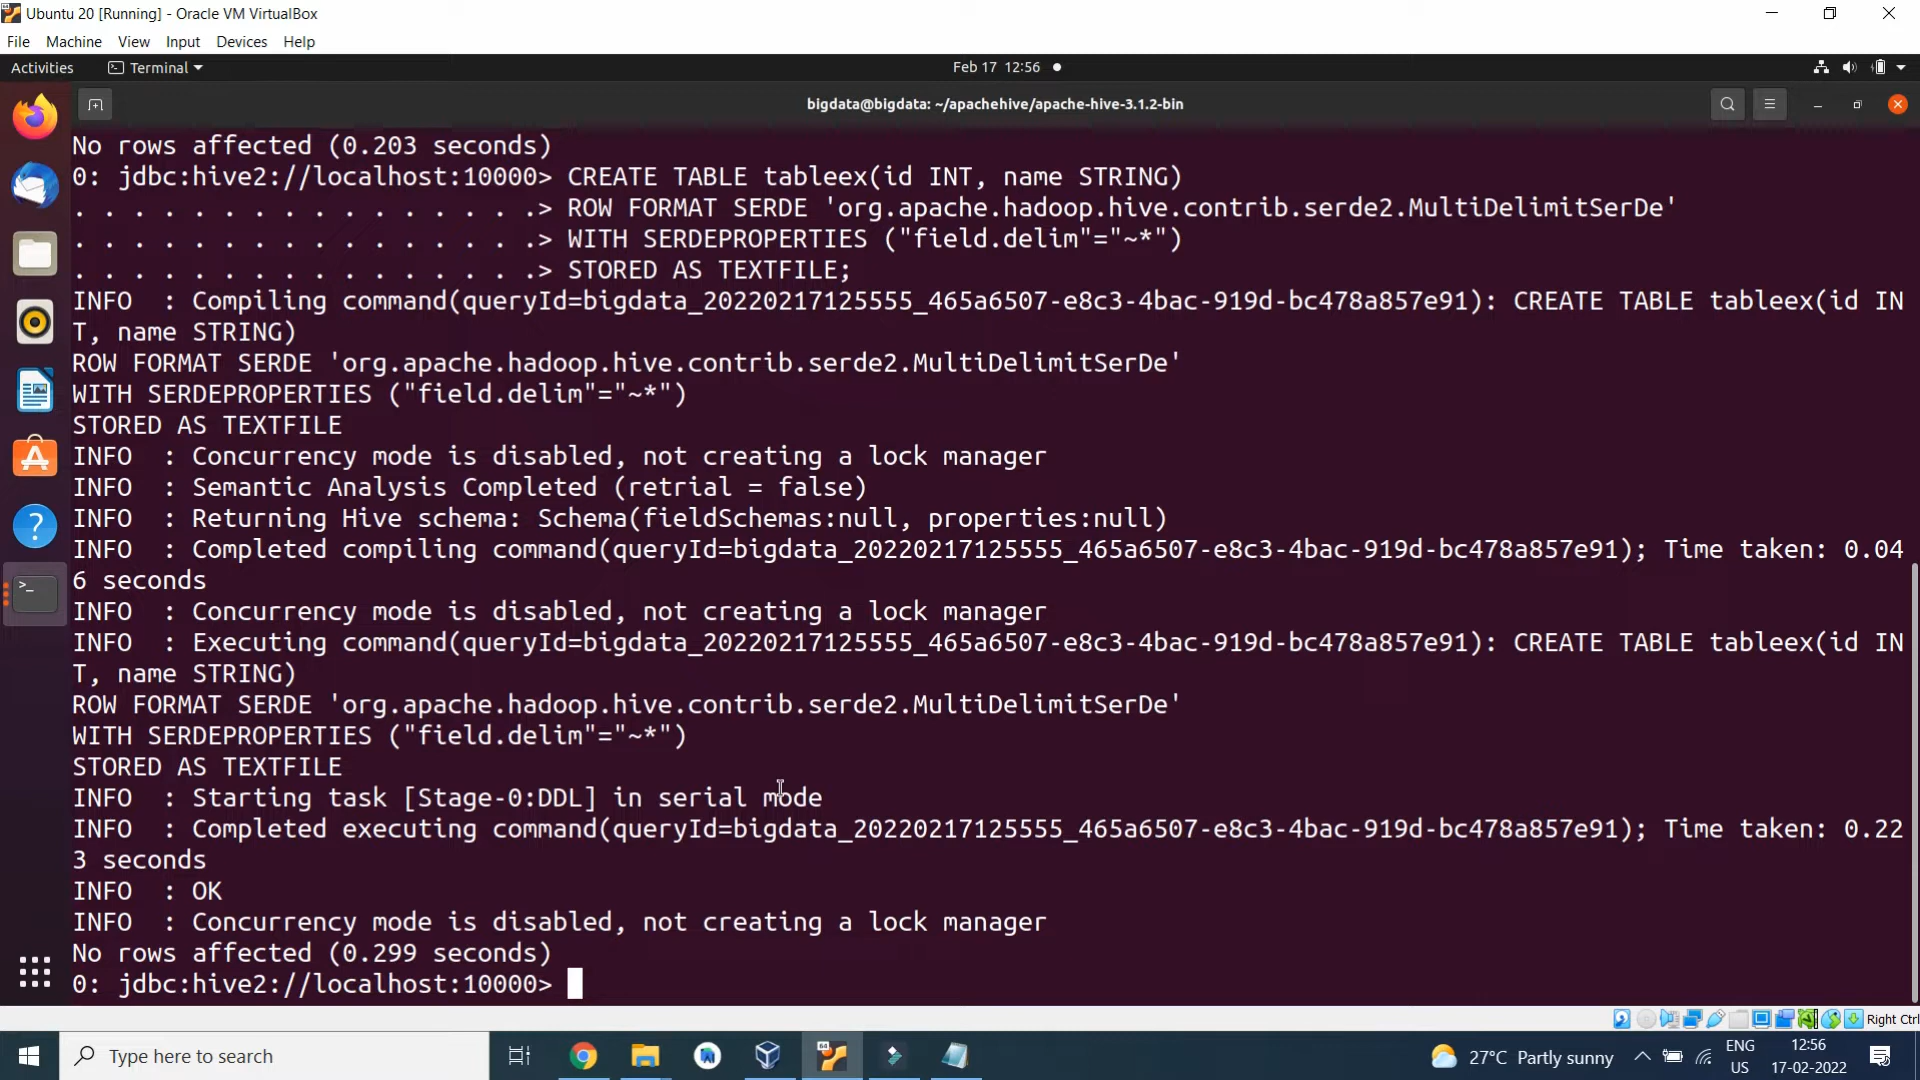 Ubuntu 20 [Running] - Oracle VM VirtualBox
File Machine View Input Devices Help
Activities Terminal Feb 17 12:56
bigdata@bigdata: ~/apachehive/apache-hive-3.1.2-bin
No rows affected (0.203 seconds)
0: jdbc:hive2://localhost:10000> CREATE TABLE tableex(id INT, name STRING)
. . . . . . . . . . . . . . . .> ROW FORMAT SERDE 'org.apache.hadoop.hive.contrib.serde2.MultiDelimitSerDe'
. . . . . . . . . . . . . . . .> WITH SERDEPROPERTIES ("field.delim"="~*")
. . . . . . . . . . . . . . . .> STORED AS TEXTFILE;
INFO  : Compiling command(queryId=bigdata_20220217125555_465a6507-e8c3-4bac-919d-bc478a857e91): CREATE TABLE tableex(id IN
T, name STRING)
ROW FORMAT SERDE 'org.apache.hadoop.hive.contrib.serde2.MultiDelimitSerDe'
WITH SERDEPROPERTIES ("field.delim"="~*")
STORED AS TEXTFILE
INFO  : Concurrency mode is disabled, not creating a lock manager
INFO  : Semantic Analysis Completed (retrial = false)
INFO  : Returning Hive schema: Schema(fieldSchemas:null, properties:null)
INFO  : Completed compiling command(queryId=bigdata_20220217125555_465a6507-e8c3-4bac-919d-bc478a857e91); Time taken: 0.04
6 seconds
INFO  : Concurrency mode is disabled, not creating a lock manager
INFO  : Executing command(queryId=bigdata_20220217125555_465a6507-e8c3-4bac-919d-bc478a857e91): CREATE TABLE tableex(id IN
T, name STRING)
ROW FORMAT SERDE 'org.apache.hadoop.hive.contrib.serde2.MultiDelimitSerDe'
WITH SERDEPROPERTIES ("field.delim"="~*")
STORED AS TEXTFILE
INFO  : Starting task [Stage-0:DDL] in serial mode
INFO  : Completed executing command(queryId=bigdata_20220217125555_465a6507-e8c3-4bac-919d-bc478a857e91); Time taken: 0.22
3 seconds
INFO  : OK
INFO  : Concurrency mode is disabled, not creating a lock manager
No rows affected (0.299 seconds)
0: jdbc:hive2://localhost:10000>
Right Ctrl
Type here to search
27°C Partly sunny
ENG
US
12:56
17-02-2022